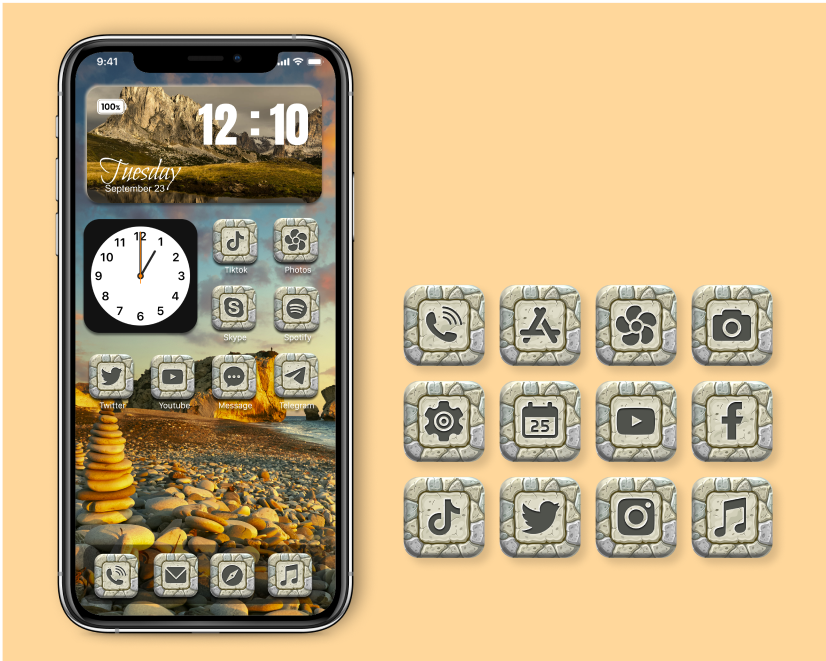 9:41
100%
12 : 10
Tuesday
September 23
12
1
2
3
4
5
6
7
8
9
10
11
Tiktok
Photos
Skype
Spotify
Twitter
Youtube
Message
Telegram
25